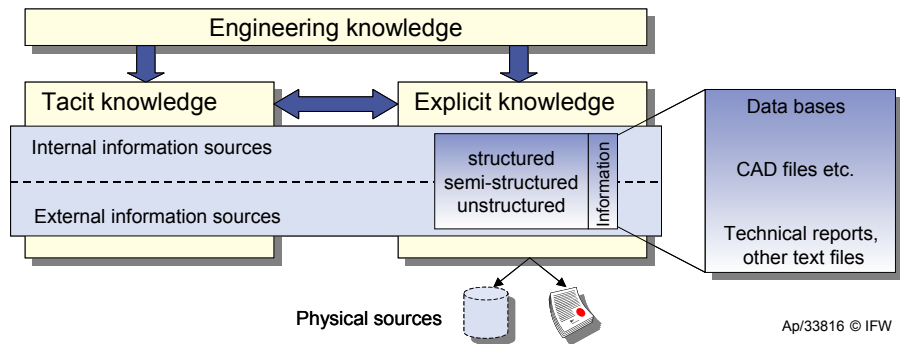 Engineering knowledge
Tacit knowledge
Explicit knowledge
Internal information sources
External information sources
structured
semi-structured
unstructured
Information
Data bases
CAD files etc.
Technical reports,
other text files
Physical sources
Ap/33816 © IFW